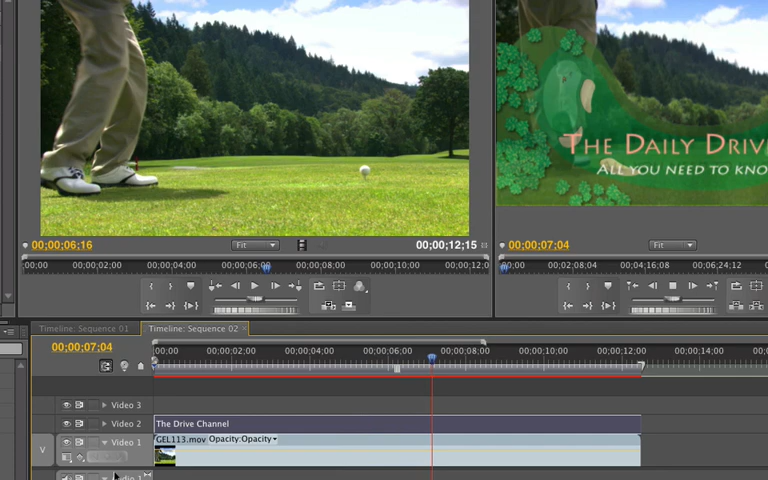 THE DAILY DRIV
ALL YOU NEED TO KNO
00;00;06;16
Fit
00;00;12;15
00;00;07;04
Fit
;00;00 00;00;02;00 00;00;04;00 00;00;06;00 00;00;08;00 00;00;10;00 00;00;12;0
00;00 00;02;08;04 00;04;16;08 00;06;24;12
Timeline: Sequence 01
Timeline: Sequence 02
00;00;07;04
00;00 00;00;02;00 00;00;04;00 00;00;06;00 00;00;08;00 00;00;10;00 00;00;12;00 00;00;14;00
Video 3
Video 2
The Drive Channel
V
Video 1
GEL113.mov Opacity:Opacity